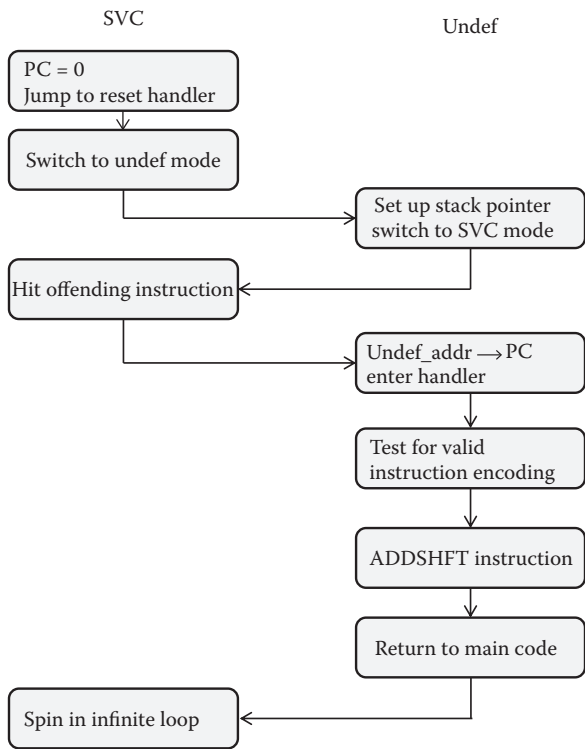 SVC
Undef
PC = 0
Jump to reset handler
Switch to undef mode
Set up stack pointer
switch to SVC mode
Hit offending instruction
Undef_addr → PC
enter handler
Test for valid
instruction encoding
ADDSHFT instruction
Return to main code
Spin in infinite loop